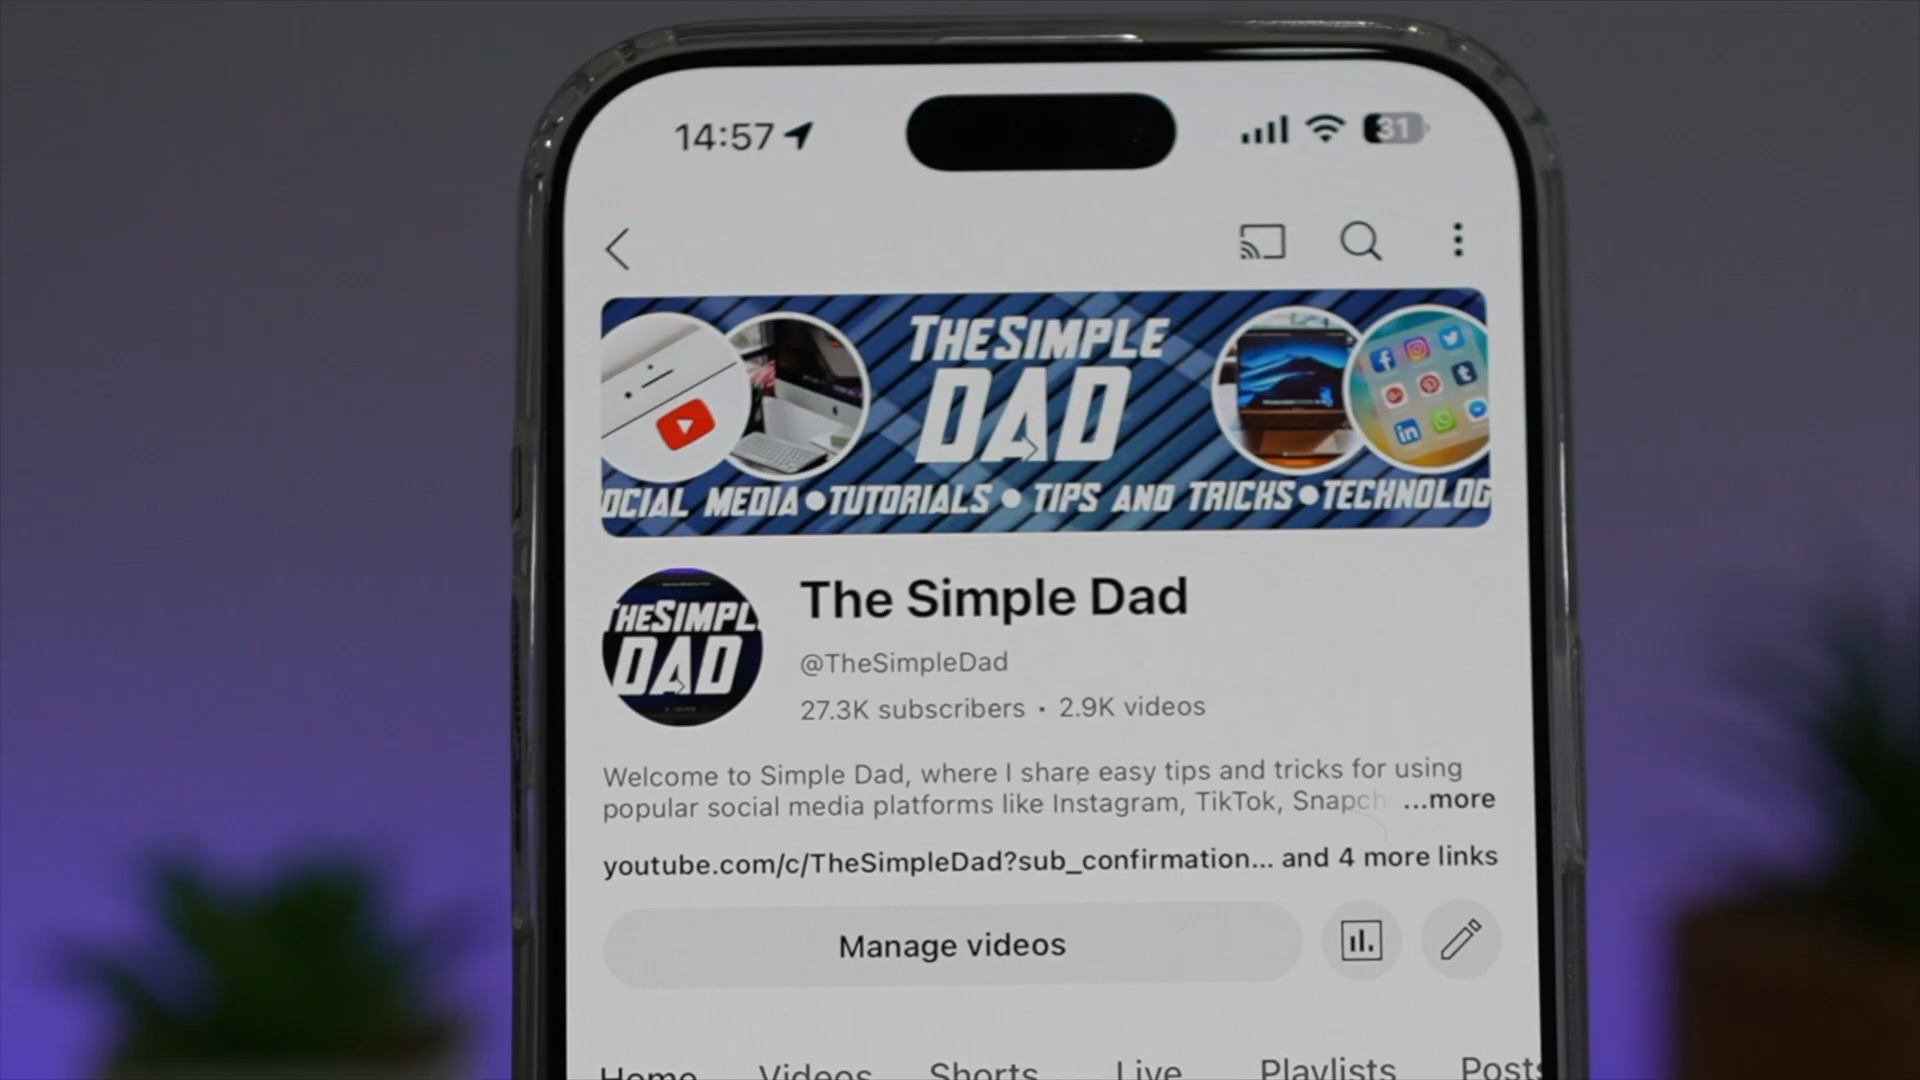 14:57
31
THESIMPLE
DAD
OCIAL MEDIA●TUTORIALS ● TIPS AND TRICKS●TECHNOLOG
THESIMPL
DAD
The Simple Dad
@TheSimpleDad
27.3K subscribers • 2.9K videos
Welcome to Simple Dad, where I share easy tips and tricks for using
popular social media platforms like Instagram, TikTok, Snapch ...more
youtube.com/c/TheSimpleDad?sub_confirmation... and 4 more links
Manage videos
Home Videos Shorts Live Playlists Posts